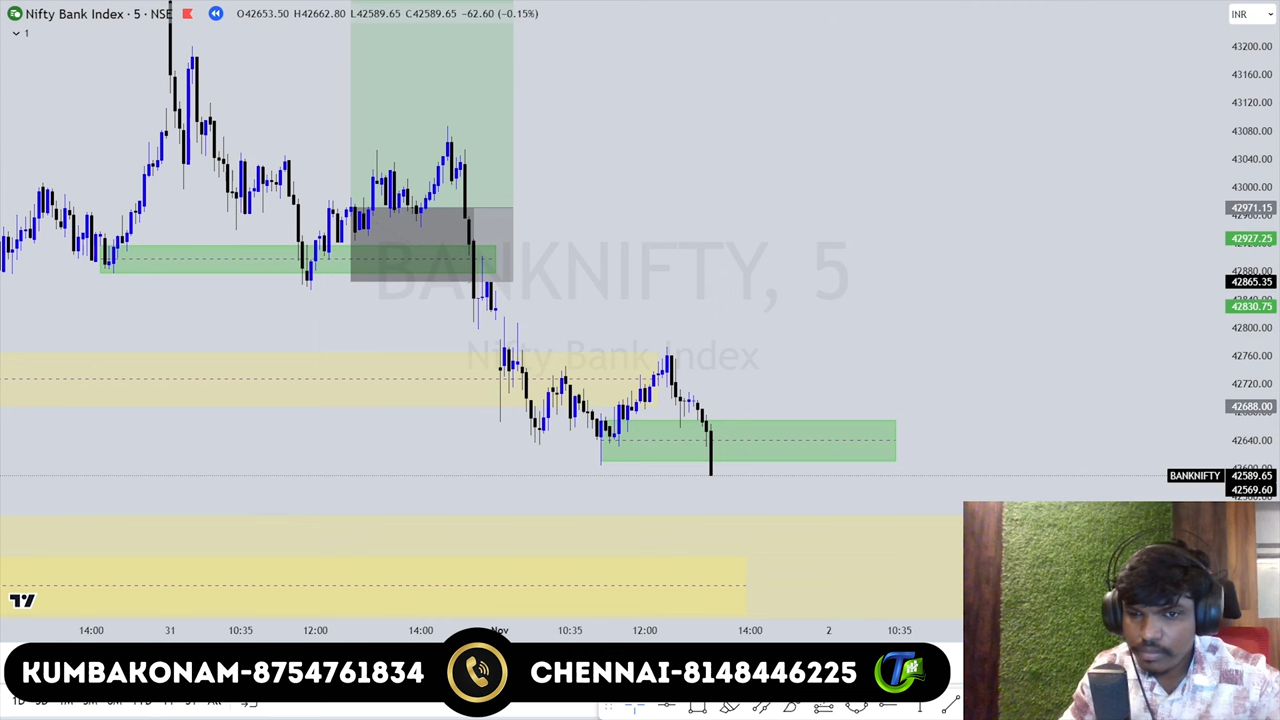 Nifty Bank Index · 5 · NSE O42653.50 H42662.80 L42589.65 C42589.65 -62.60 (-0.15%)
INR
1
43200.00
43160.00
43120.00
43080.00
43040.00
43000.00
42971.15
42927.25
42880.00
42865.35
42830.75
42800.00
42760.00
42720.00
42688.00
42640.00
BANKNIFTY 42589.65
42569.60
BANKNIFTY, 5
Nifty Bank Index
14:00 31 10:35 12:00 14:00 Nov 10:35 12:00 14:00 2 10:35
KUMBAKONAM-8754761834 CHENNAI-8148446225